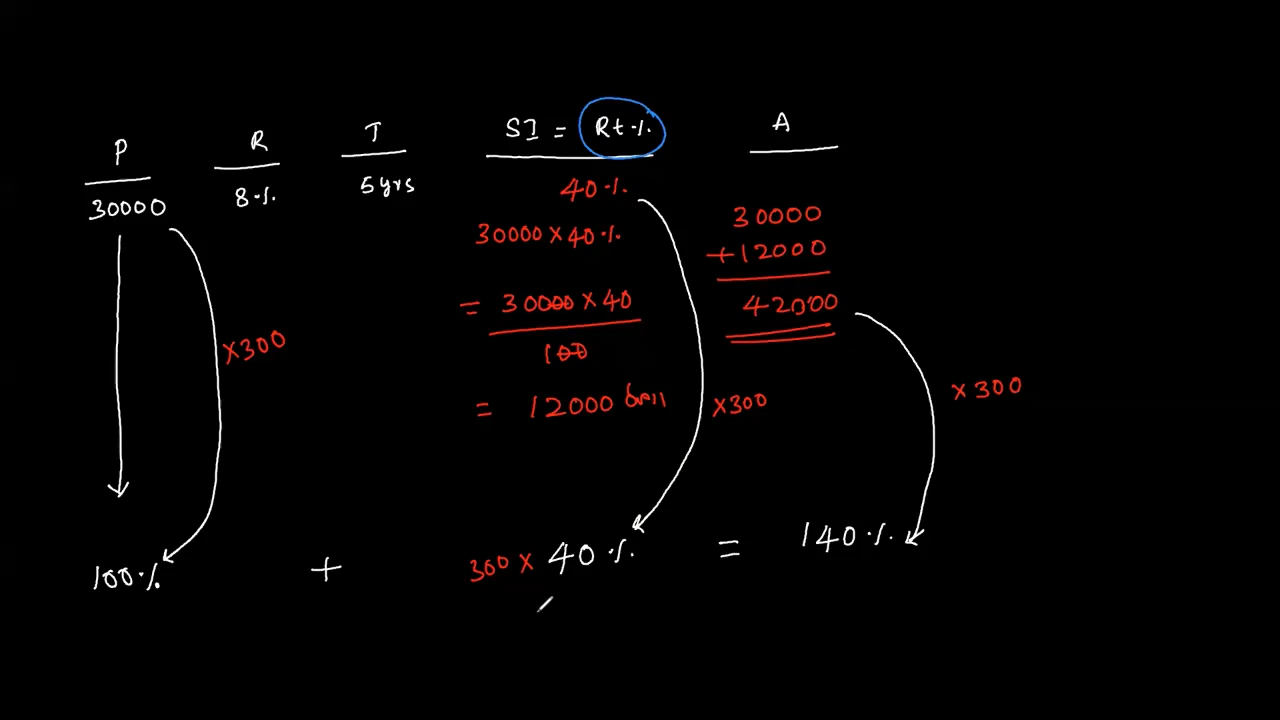 P R T SI = Rt% A
30000 8% 5yrs 40%
30000 × 40% 30000
+12000
= 30000 × 40 42000
100
×300
= 12000 ×300 ×300
100% + 300 × 40% = 140%